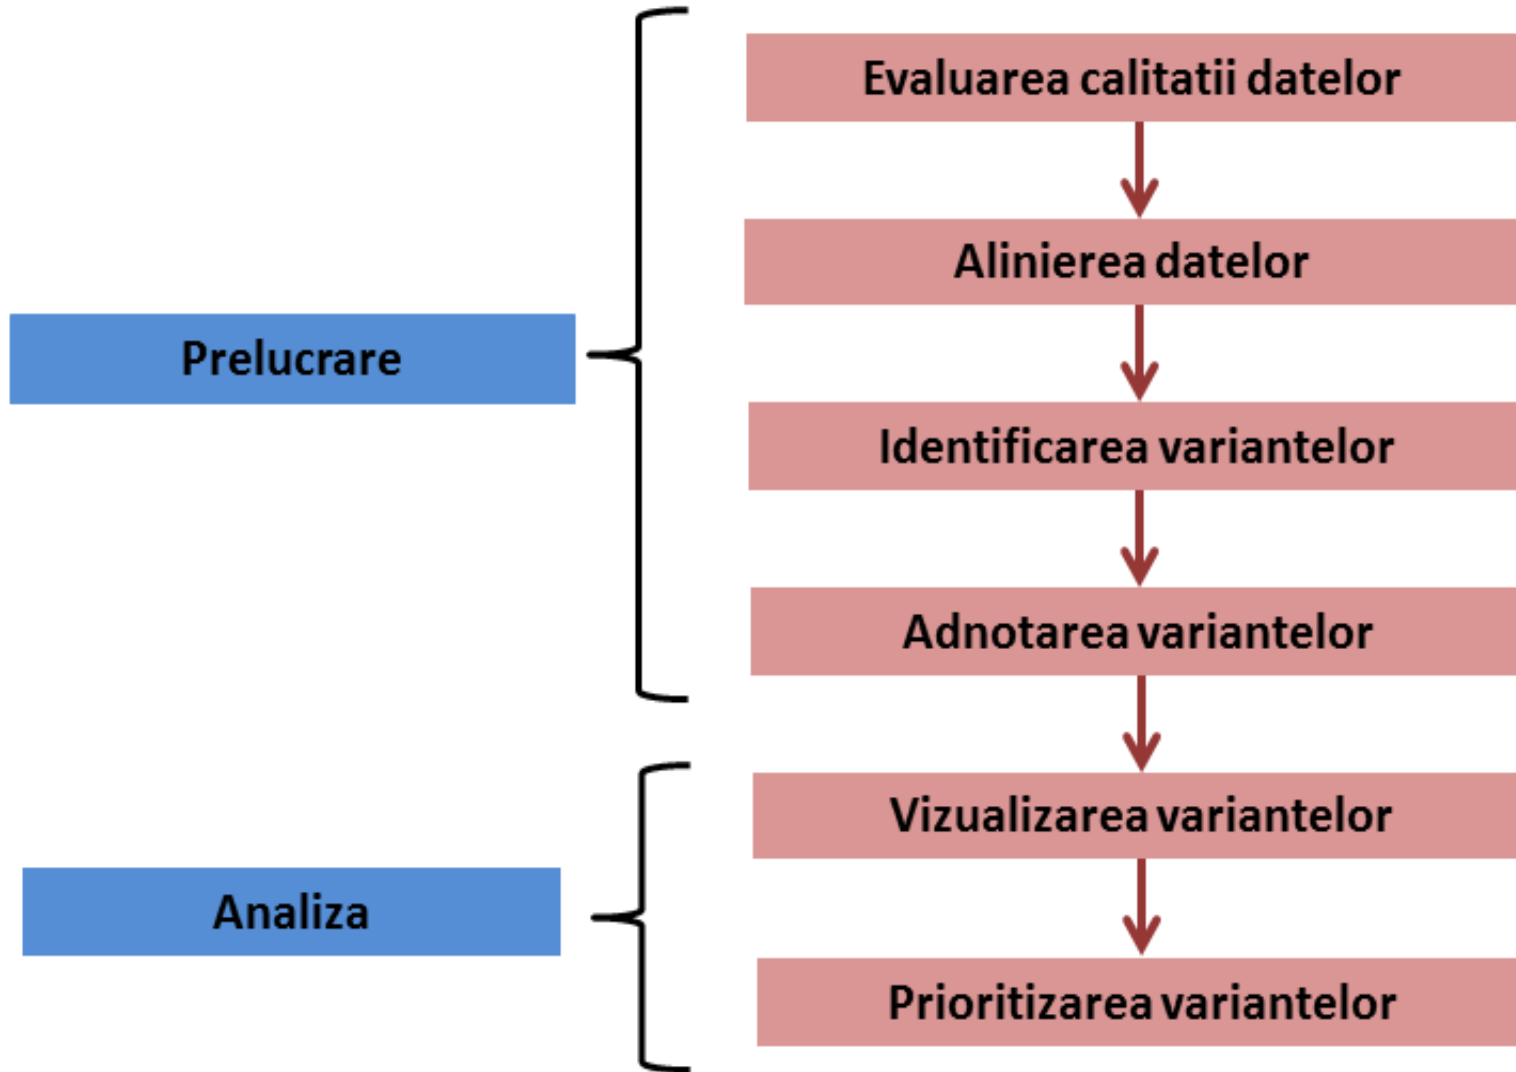 Evaluarea calitatii datelor
Alinierea datelor
Prelucrare
Identificarea variantelor
Adnotarea variantelor
Vizualizarea variantelor
Analiza
Prioritizarea variantelor